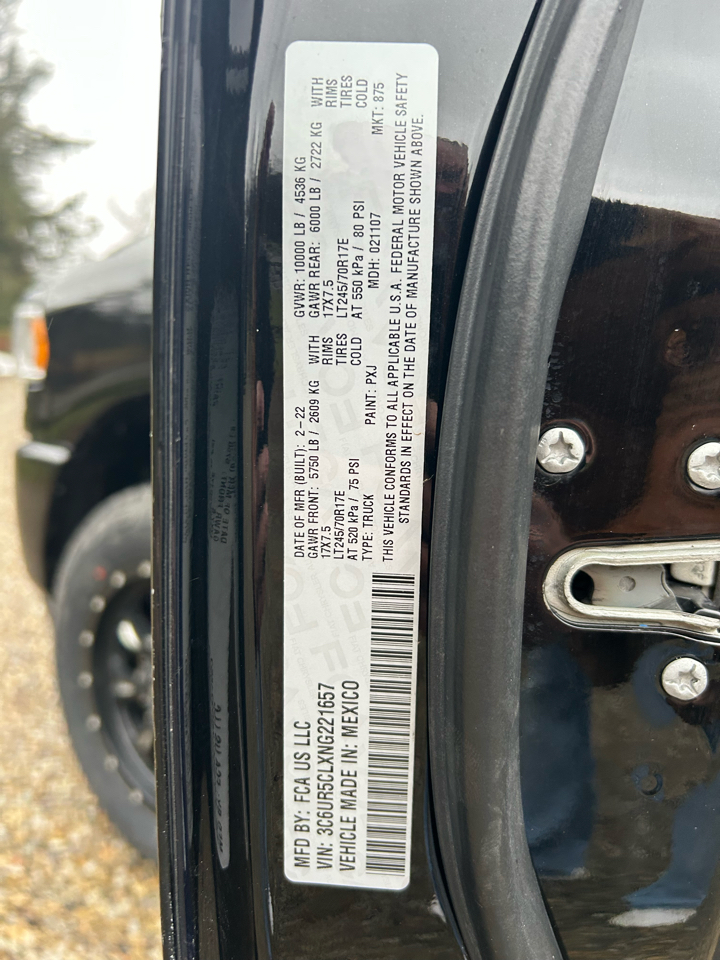 MFD BY: FCA US LLC
VIN: 3C6UR5CLXNG221657
VEHICLE MADE IN: MEXICO
DATE OF MFR (BUILT): 2-22 GVWR: 10000 LB / 4536 KG
GAWR FRONT: 5750 LB / 2609 KG WITH GAWR REAR: 6000 LB / 2722 KG WITH
17X7.5 RIMS 17X7.5 RIMS
LT245/70R17E TIRES LT245/70R17E TIRES
AT 520 kPa / 75 PSI COLD AT 550 kPa / 80 PSI COLD
TYPE: TRUCK PAINT: PXJ MDH: 021107 MKT: 875
THIS VEHICLE CONFORMS TO ALL APPLICABLE U.S.A. FEDERAL MOTOR VEHICLE SAFETY
STANDARDS IN EFFECT ON THE DATE OF MANUFACTURE SHOWN ABOVE.